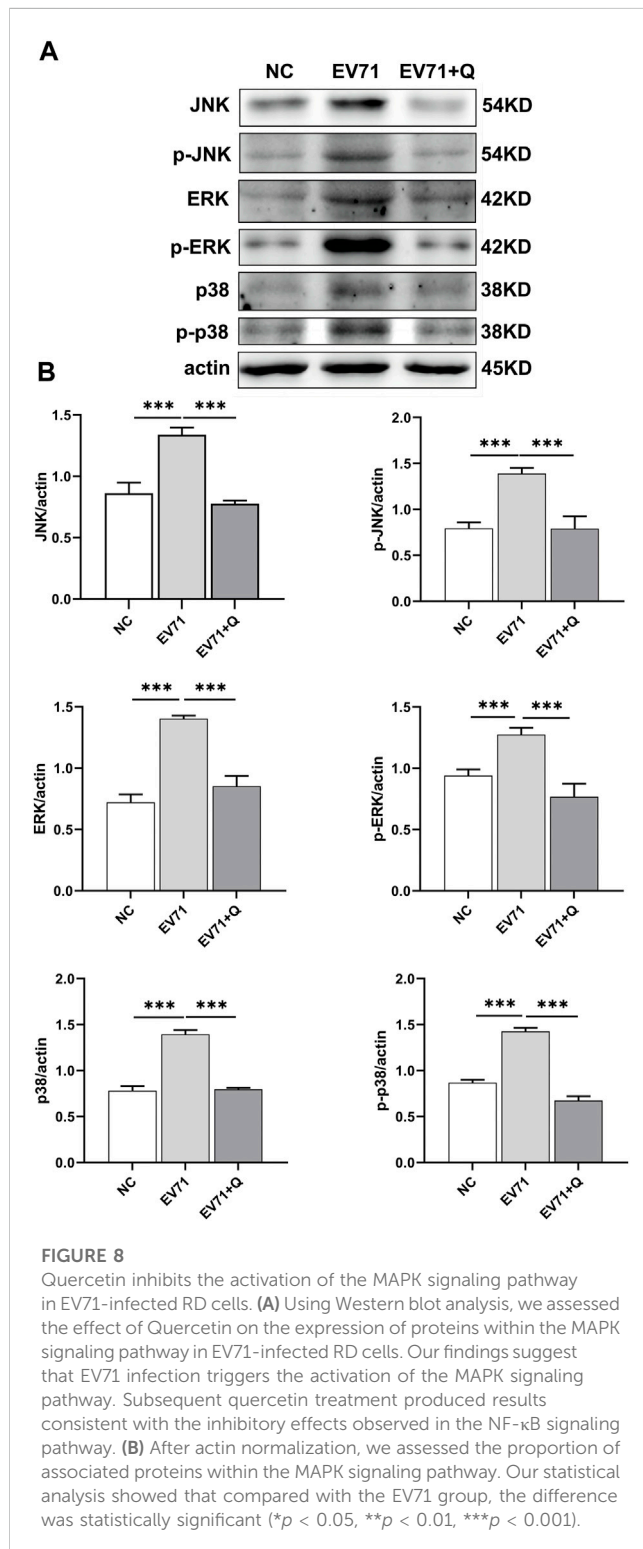 A
NC EV71 EV71+Q
JNK 54KD
p-JNK 54KD
ERK 42KD
p-ERK 42KD
p38 38KD
p-p38 38KD
actin 45KD
B
JNK/actin
1.5
1.0
0.5
0.0
*** ***
NC EV71 EV71+Q
p-JNK/actin
2.0
1.5
1.0
0.5
0.0
*** ***
NC EV71 EV71+Q
ERK/actin
1.5
1.0
0.5
0.0
*** ***
NC EV71 EV71+Q
p-ERK/actin
1.5
1.0
0.5
0.0
*** ***
NC EV71 EV71+Q
p38/actin
2.0
1.5
1.0
0.5
0.0
*** ***
NC EV71 EV71+Q
p-p38/actin
2.0
1.5
1.0
0.5
0.0
*** ***
NC EV71 EV71+Q
FIGURE 8
Quercetin inhibits the activation of the MAPK signaling pathway
in EV71-infected RD cells. (A) Using Western blot analysis, we assessed
the effect of Quercetin on the expression of proteins within the MAPK
signaling pathway in EV71-infected RD cells. Our findings suggest
that EV71 infection triggers the activation of the MAPK signaling
pathway. Subsequent quercetin treatment produced results
consistent with the inhibitory effects observed in the NF-κB signaling
pathway. (B) After actin normalization, we assessed the proportion of
associated proteins within the MAPK signaling pathway. Our statistical
analysis showed that compared with the EV71 group, the difference
was statistically significant (*p < 0.05, **p < 0.01, ***p < 0.001).